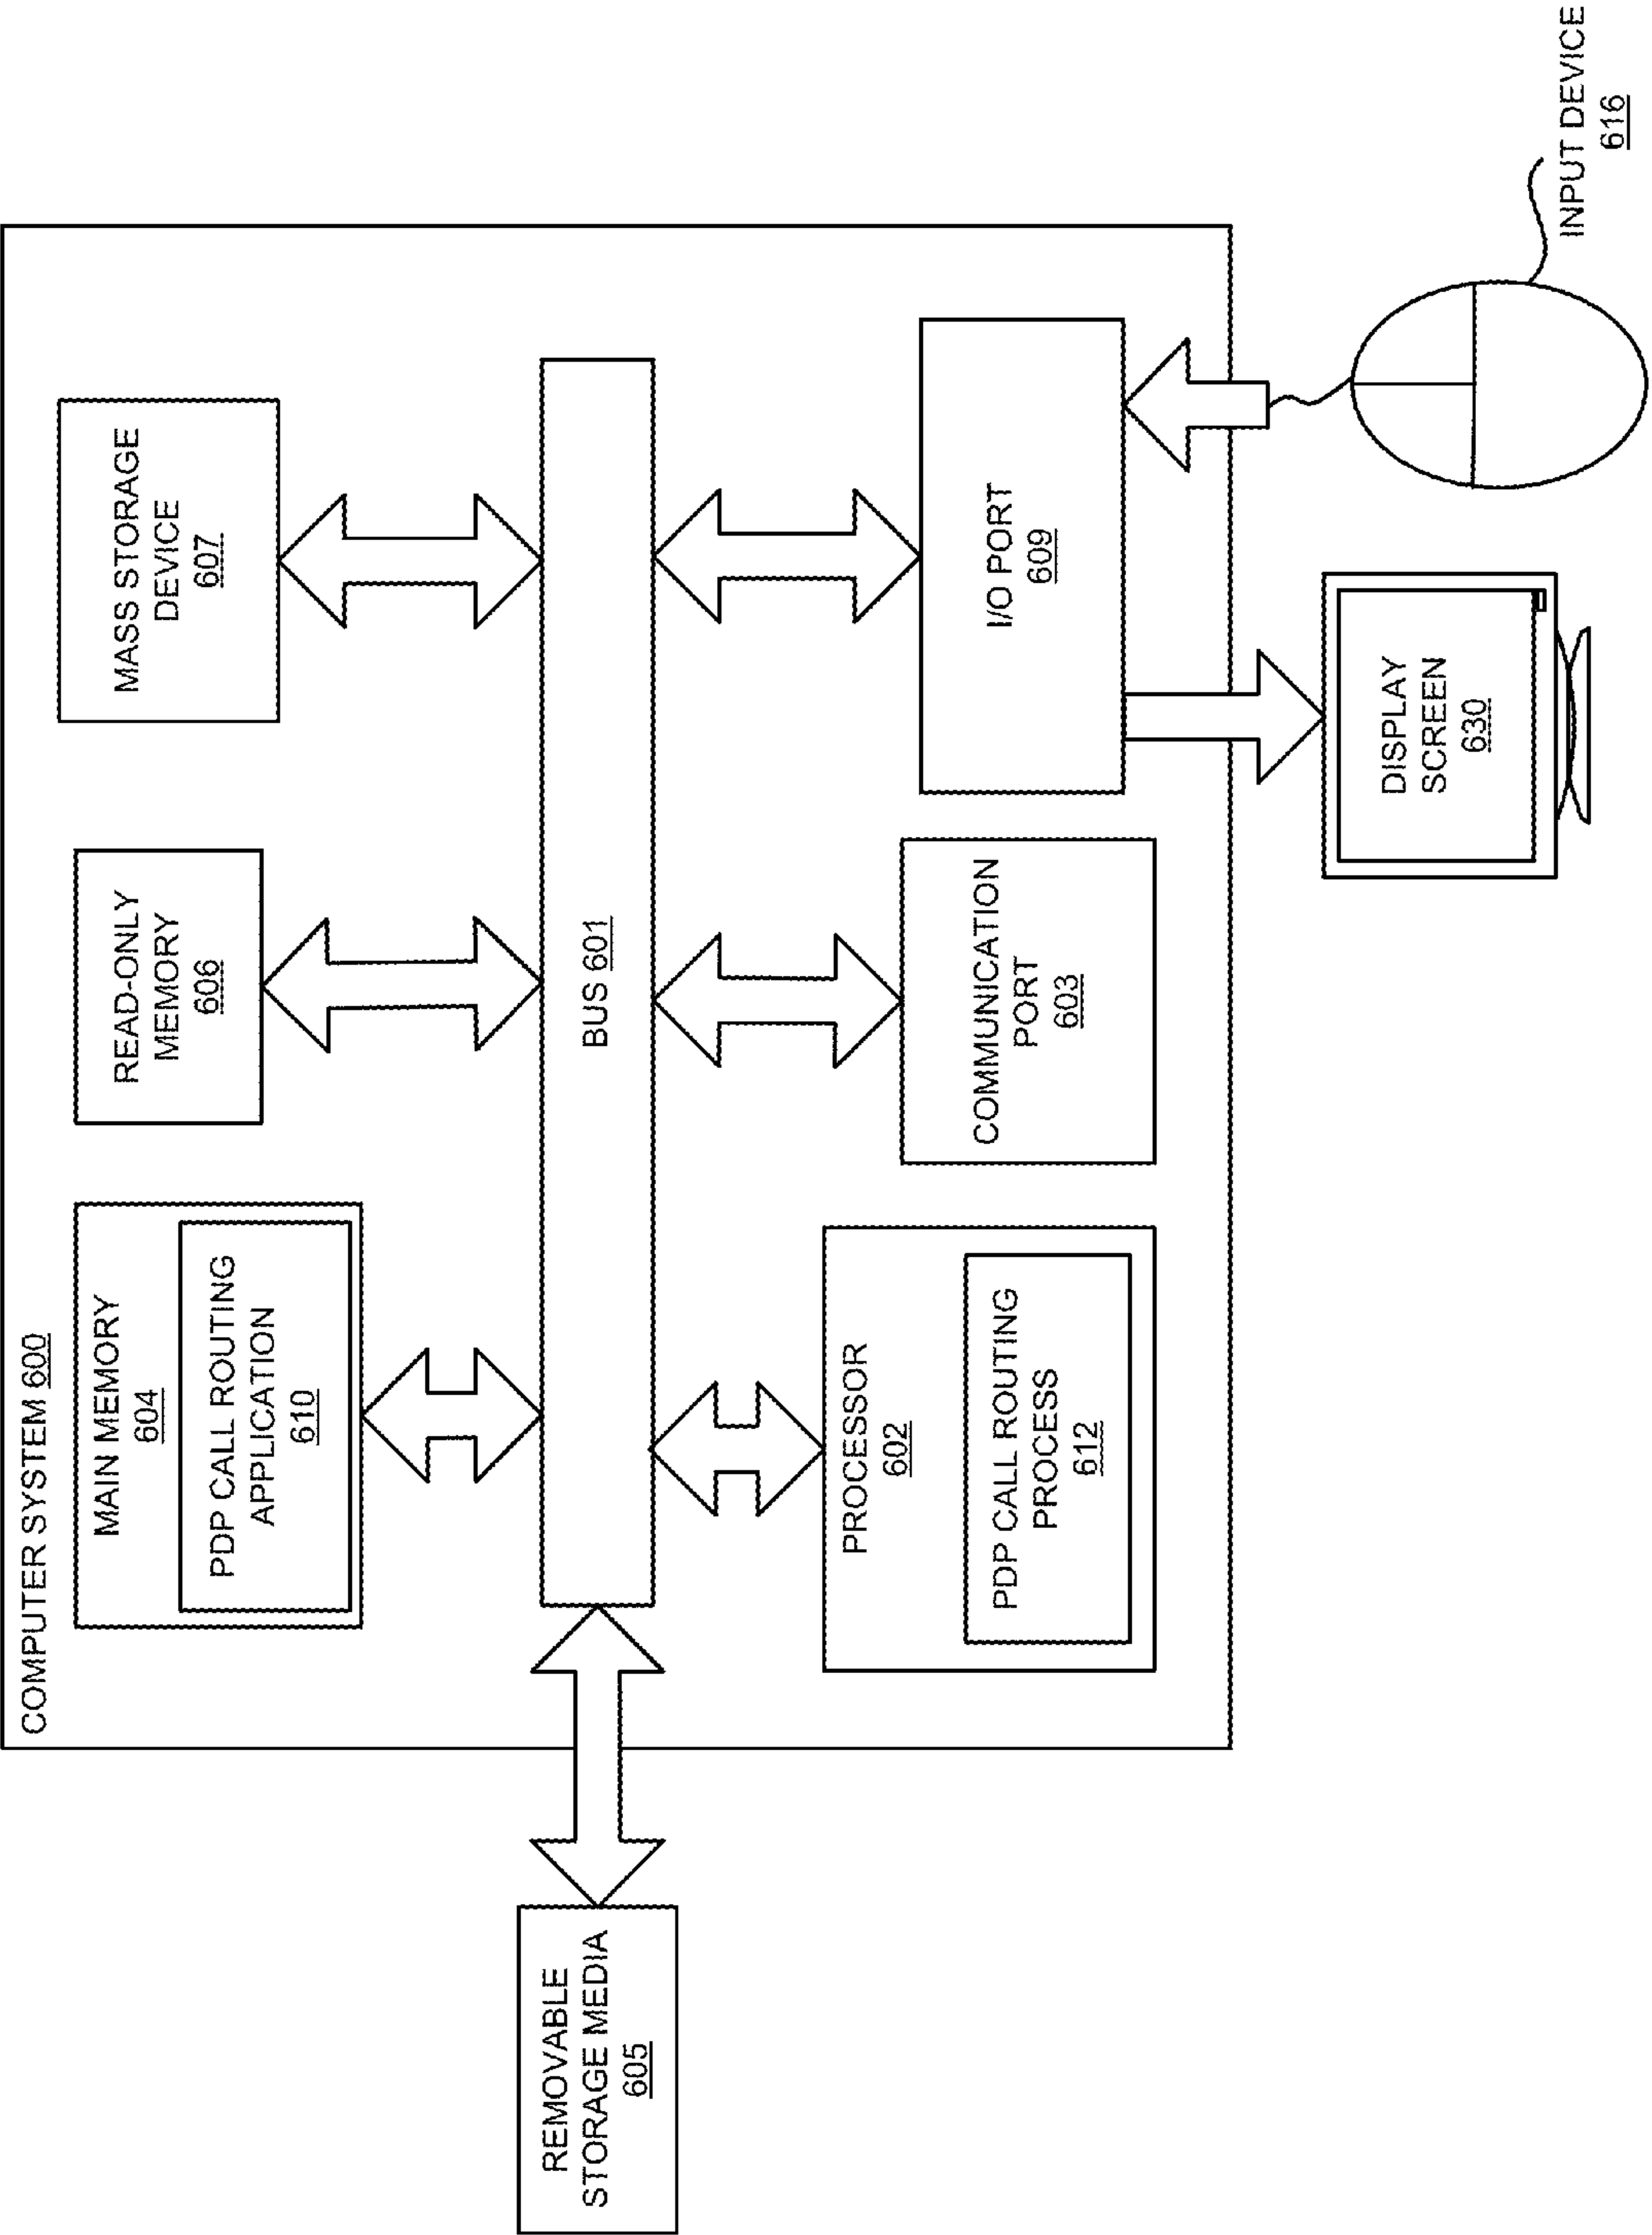 COMPUTER SYSTEM 600
MAIN MEMORY
604
PDP CALL ROUTING
APPLICATION
610
READ-ONLY
MEMORY
606
MASS STORAGE
DEVICE
607
REMOVABLE
STORAGE MEDIA
605
BUS 601
PROCESSOR
602
PDP CALL ROUTING
PROCESS
612
COMMUNICATION
PORT
603
I/O PORT
609
DISPLAY
SCREEN
630
INPUT DEVICE
616